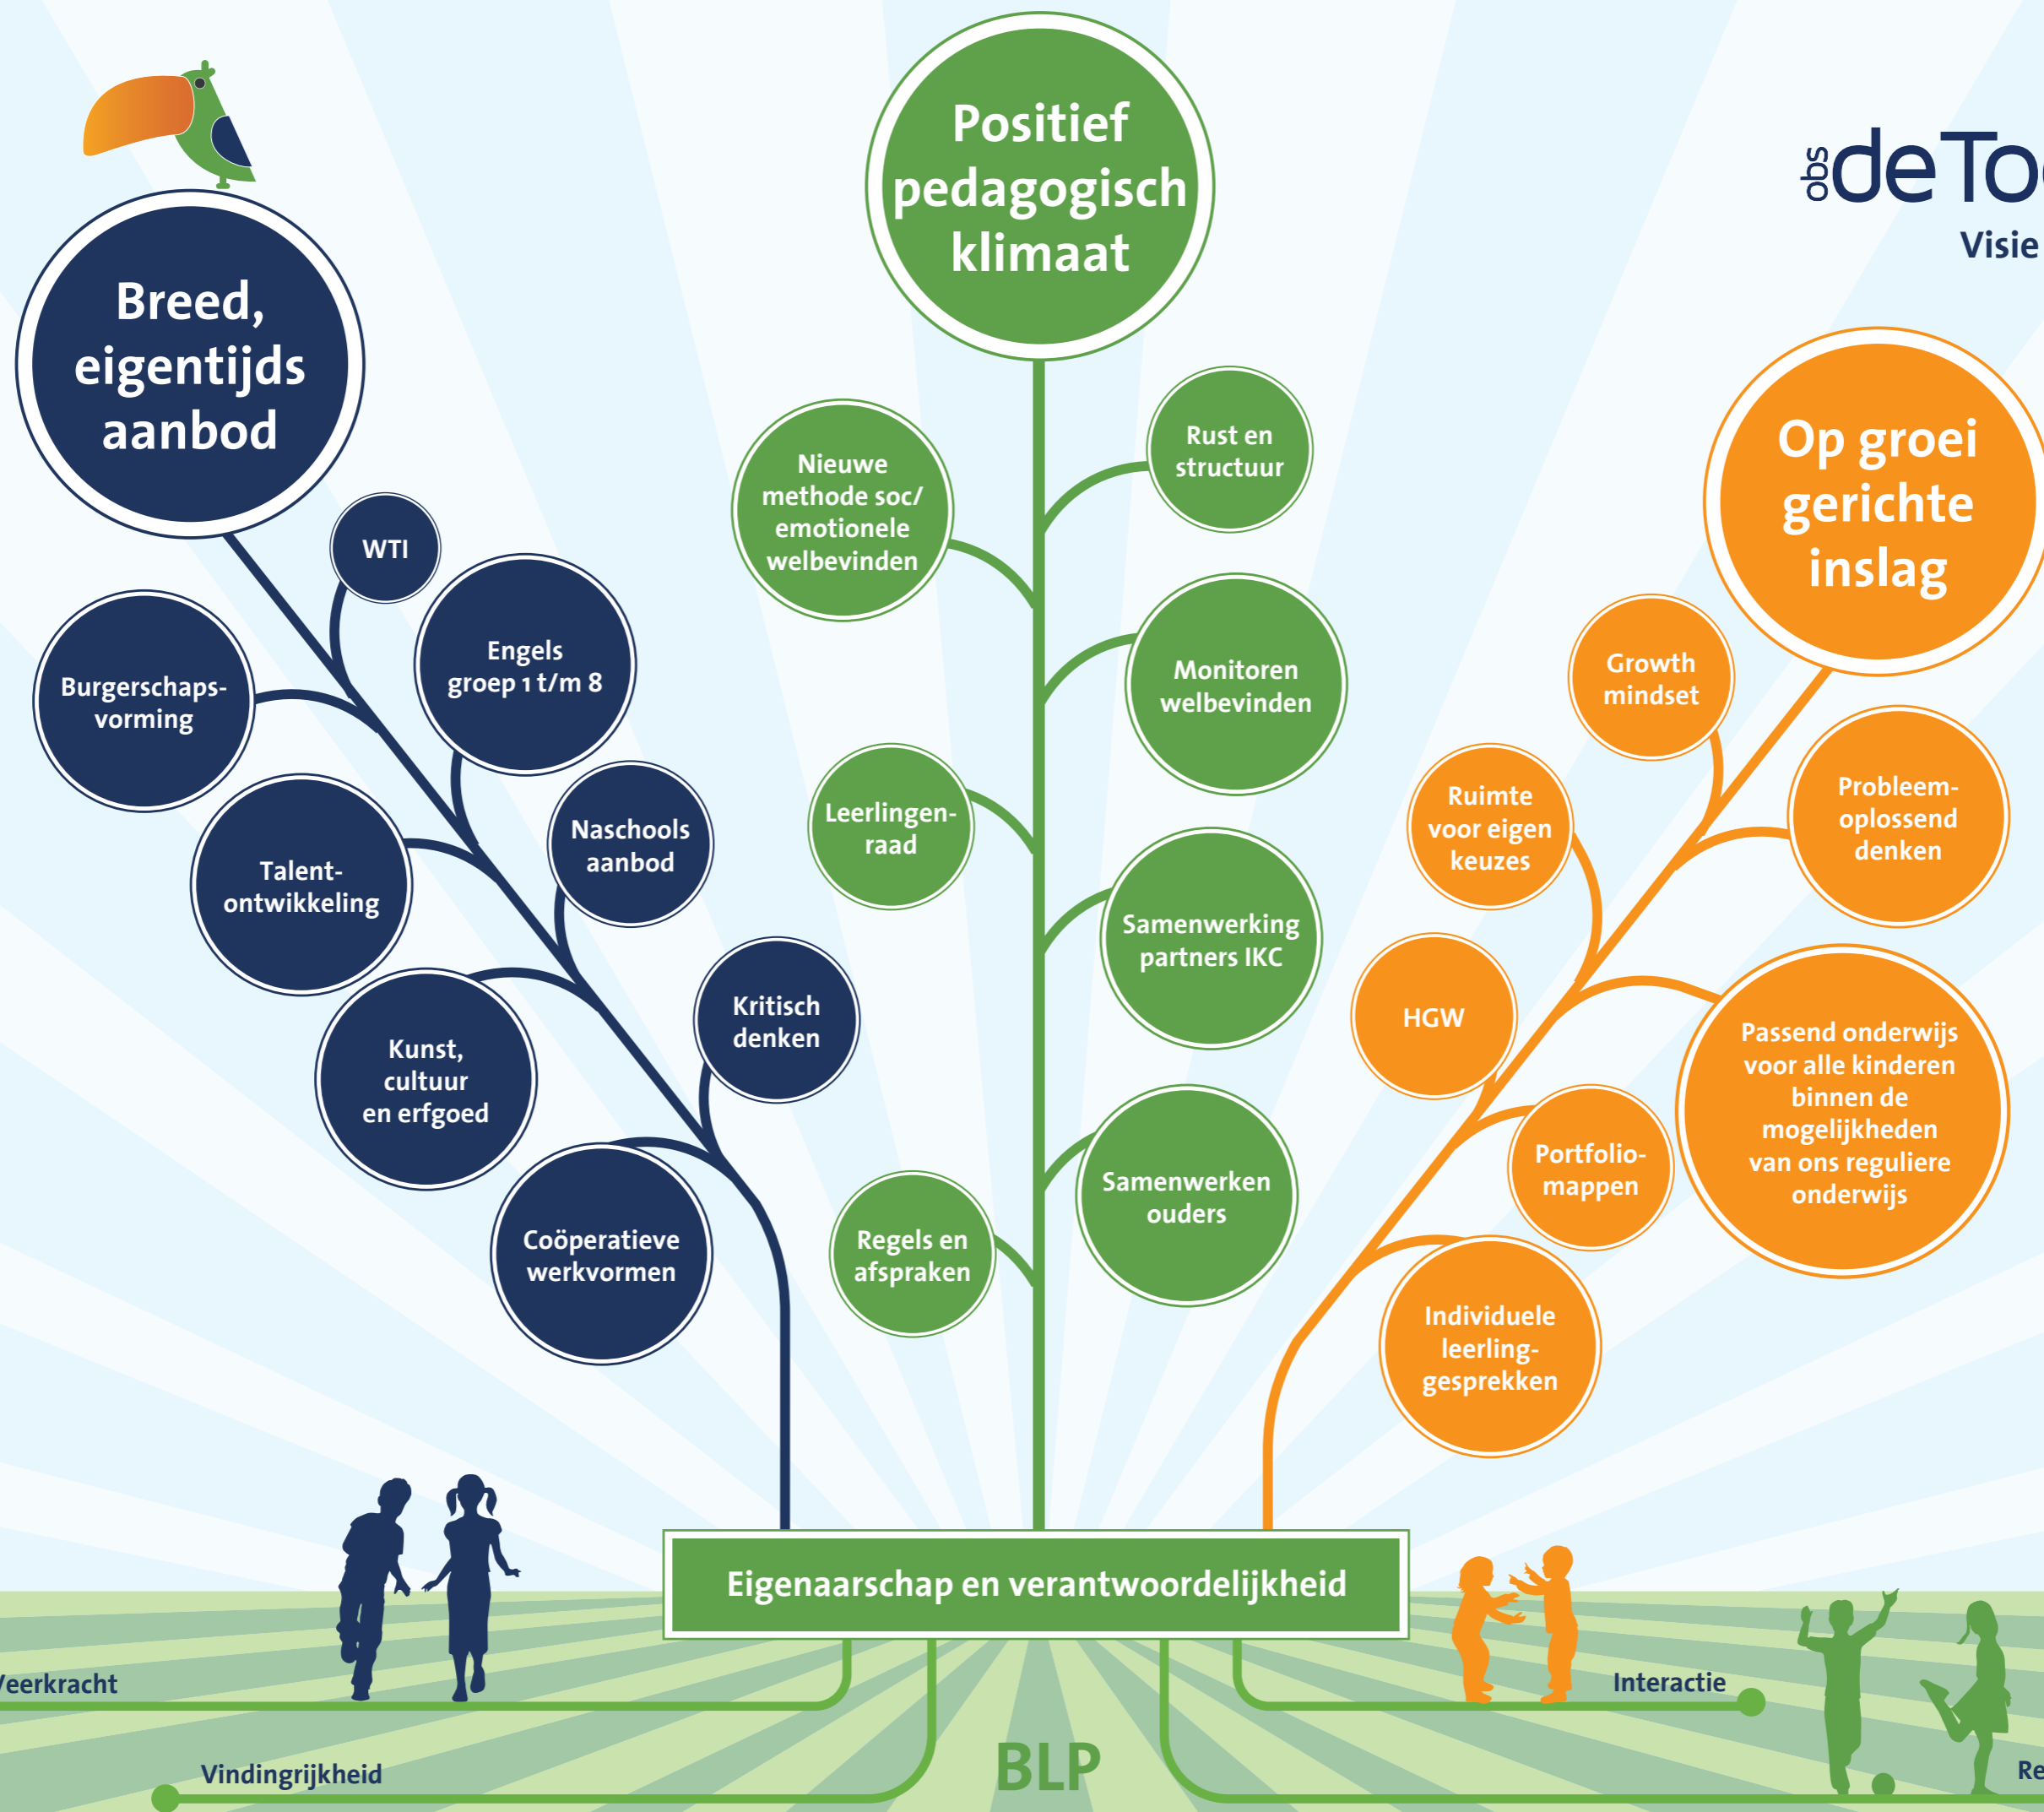 obs de To
Visie
Breed,
eigentijds
aanbod
WTI
Burgerschaps-
vorming
Engels
groep 1 t/m 8
Talent-
ontwikkeling
Naschools
aanbod
Kunst,
cultuur
en erfgoed
Kritisch
denken
Coöperatieve
werkvormen
Positief
pedagogisch
klimaat
Rust en
structuur
Nieuwe
methode soc/
emotionele
welbevinden
Monitoren
welbevinden
Leerlingen-
raad
Samenwerking
partners IKC
Samenwerken
ouders
Regels en
afspraken
Op groei
gerichte
inslag
Growth
mindset
Probleem-
oplossend
denken
Ruimte
voor eigen
keuzes
HGW
Passend onderwijs
voor alle kinderen
binnen de
mogelijkheden
van ons reguliere
onderwijs
Portfolio-
mappen
Individuele
leerling-
gesprekken
Eigenaarschap en verantwoordelijkheid
eerkracht
Interactie
Vindingrijkheid
BLP
Re